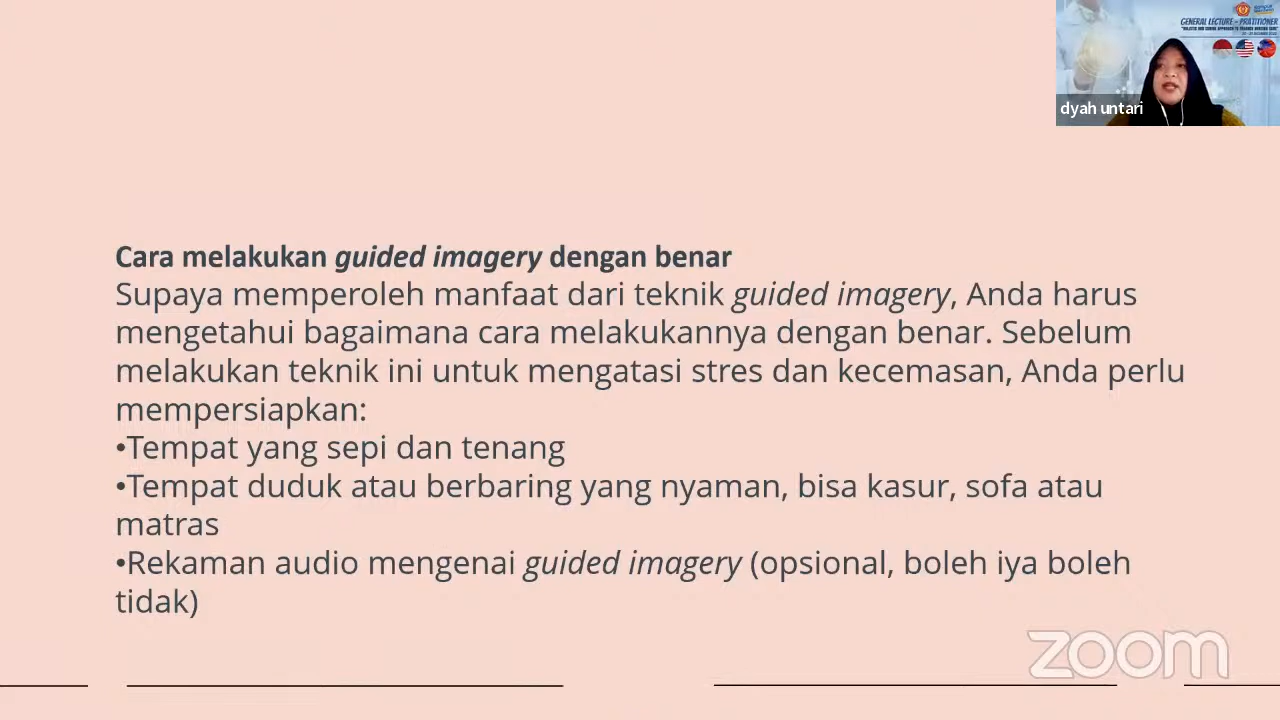 GENERAL LECTURE - PRATITIONER
dyah untari
Cara melakukan guided imagery dengan benar
Supaya memperoleh manfaat dari teknik guided imagery, Anda harus
mengetahui bagaimana cara melakukannya dengan benar. Sebelum
melakukan teknik ini untuk mengatasi stres dan kecemasan, Anda perlu
mempersiapkan:
•Tempat yang sepi dan tenang
•Tempat duduk atau berbaring yang nyaman, bisa kasur, sofa atau
matras
•Rekaman audio mengenai guided imagery (opsional, boleh iya boleh
tidak)
zoom